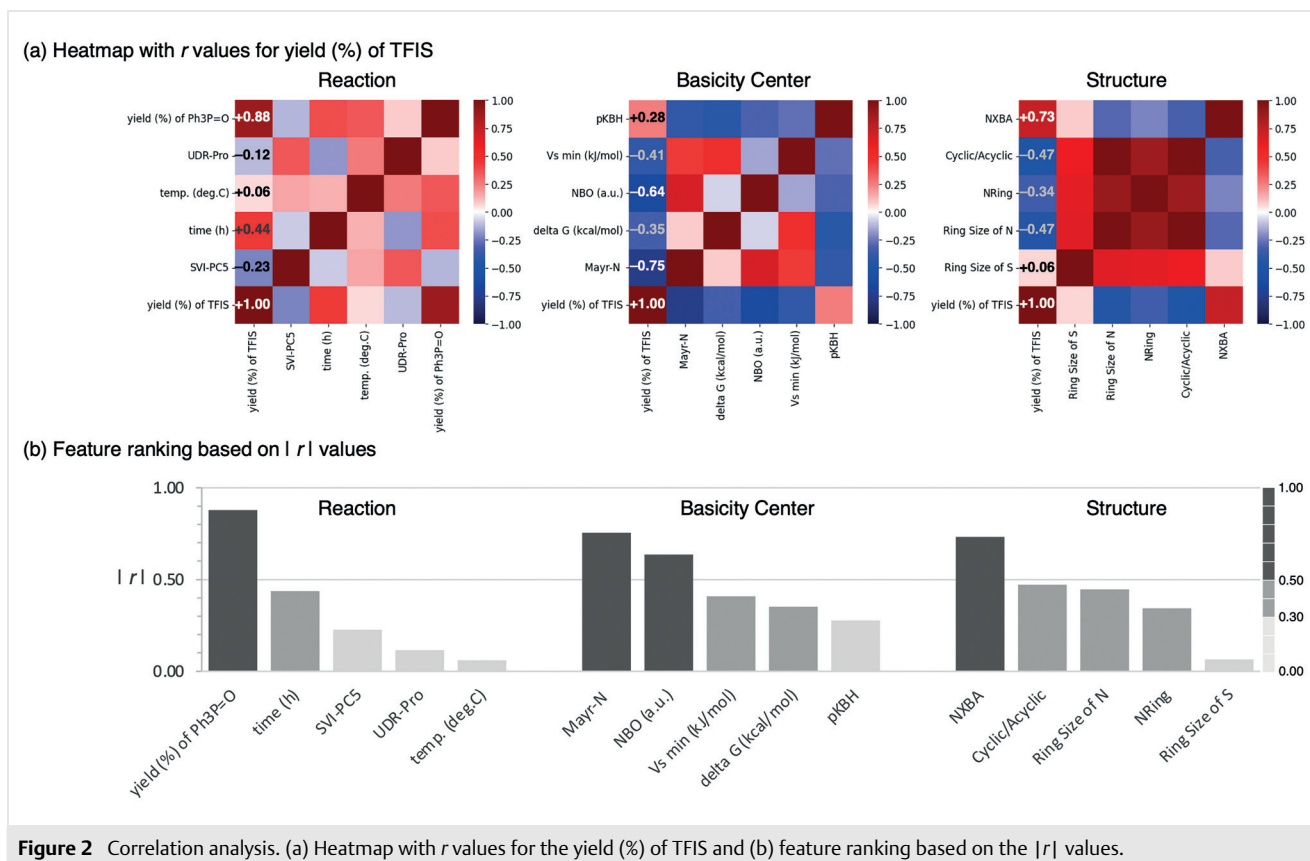 (a) Heatmap with r values for yield (%) of TFIS
Reaction
yield (%) of Ph3P=O
UDR-Pro
temp. (deg.C)
time (h)
SVI-PC5
yield (%) of TFIS
+0.88
−0.12
+0.06
+0.44
−0.23
+1.00
yield (%) of TFIS
SVI-PC5
time (h)
temp. (deg.C)
UDR-Pro
yield (%) of Ph3P=O
1.00
0.75
0.50
0.25
0.00
−0.25
−0.50
−0.75
−1.00
Basicity Center
pKBH
Vs min (kJ/mol)
NBO (a.u.)
delta G (kcal/mol)
Mayr-N
yield (%) of TFIS
+0.28
−0.41
−0.64
−0.35
−0.75
+1.00
yield (%) of TFIS
Mayr-N
delta G (kcal/mol)
NBO (a.u.)
Vs min (kJ/mol)
pKBH
1.00
0.75
0.50
0.25
0.00
−0.25
−0.50
−0.75
−1.00
Structure
NXBA
Cyclic/Acyclic
NRing
Ring Size of N
Ring Size of S
yield (%) of TFIS
+0.73
−0.47
−0.34
−0.47
+0.06
+1.00
yield (%) of TFIS
Ring Size of S
Ring Size of N
NRing
Cyclic/Acyclic
NXBA
1.00
0.75
0.50
0.25
0.00
−0.25
−0.50
−0.75
−1.00
(b) Feature ranking based on | r | values
1.00
| r | 0.50
0.00
Reaction
Basicity Center
Structure
yield (%) of Ph3P=O
time (h)
SVI-PC5
UDR-Pro
temp. (deg.C)
Mayr-N
NBO (a.u.)
Vs min (kJ/mol)
delta G (kcal/mol)
pKBH
NXBA
Cyclic/Acyclic
Ring Size of N
NRing
Ring Size of S
1.00
0.50
0.30
0.00
Figure 2 Correlation analysis. (a) Heatmap with r values for the yield (%) of TFIS and (b) feature ranking based on the |r| values.